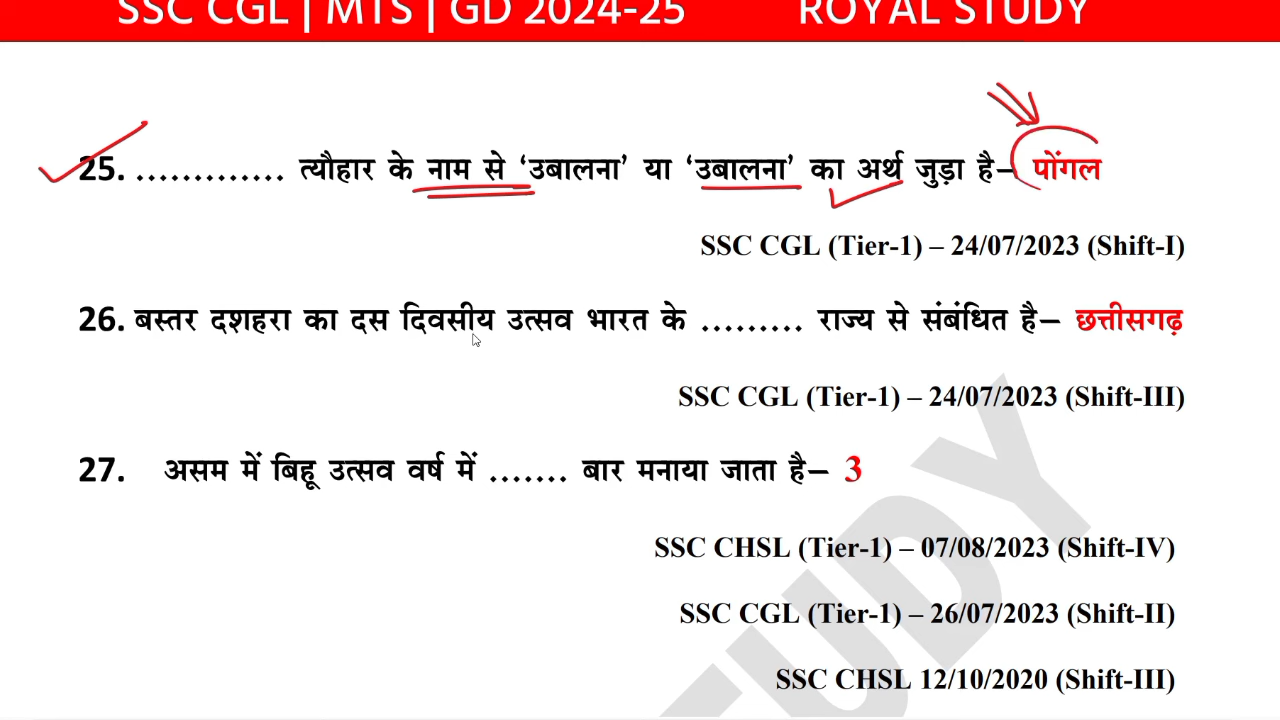 SSC CGL | MTS | GD 2024-25 ROYAL STUDY
25. ............. त्यौहार के नाम से ‘उबालना’ या ‘उबालना’ का अर्थ जुड़ा है– पोंगल
SSC CGL (Tier-1) – 24/07/2023 (Shift-I)
26. बस्तर दशहरा का दस दिवसीय उत्सव भारत के ......... राज्य से संबंधित है– छत्तीसगढ़
SSC CGL (Tier-1) – 24/07/2023 (Shift-III)
27. असम में बिहू उत्सव वर्ष में ....... बार मनाया जाता है– 3
SSC CHSL (Tier-1) – 07/08/2023 (Shift-IV)
SSC CGL (Tier-1) – 26/07/2023 (Shift-II)
SSC CHSL 12/10/2020 (Shift-III)
TUDY